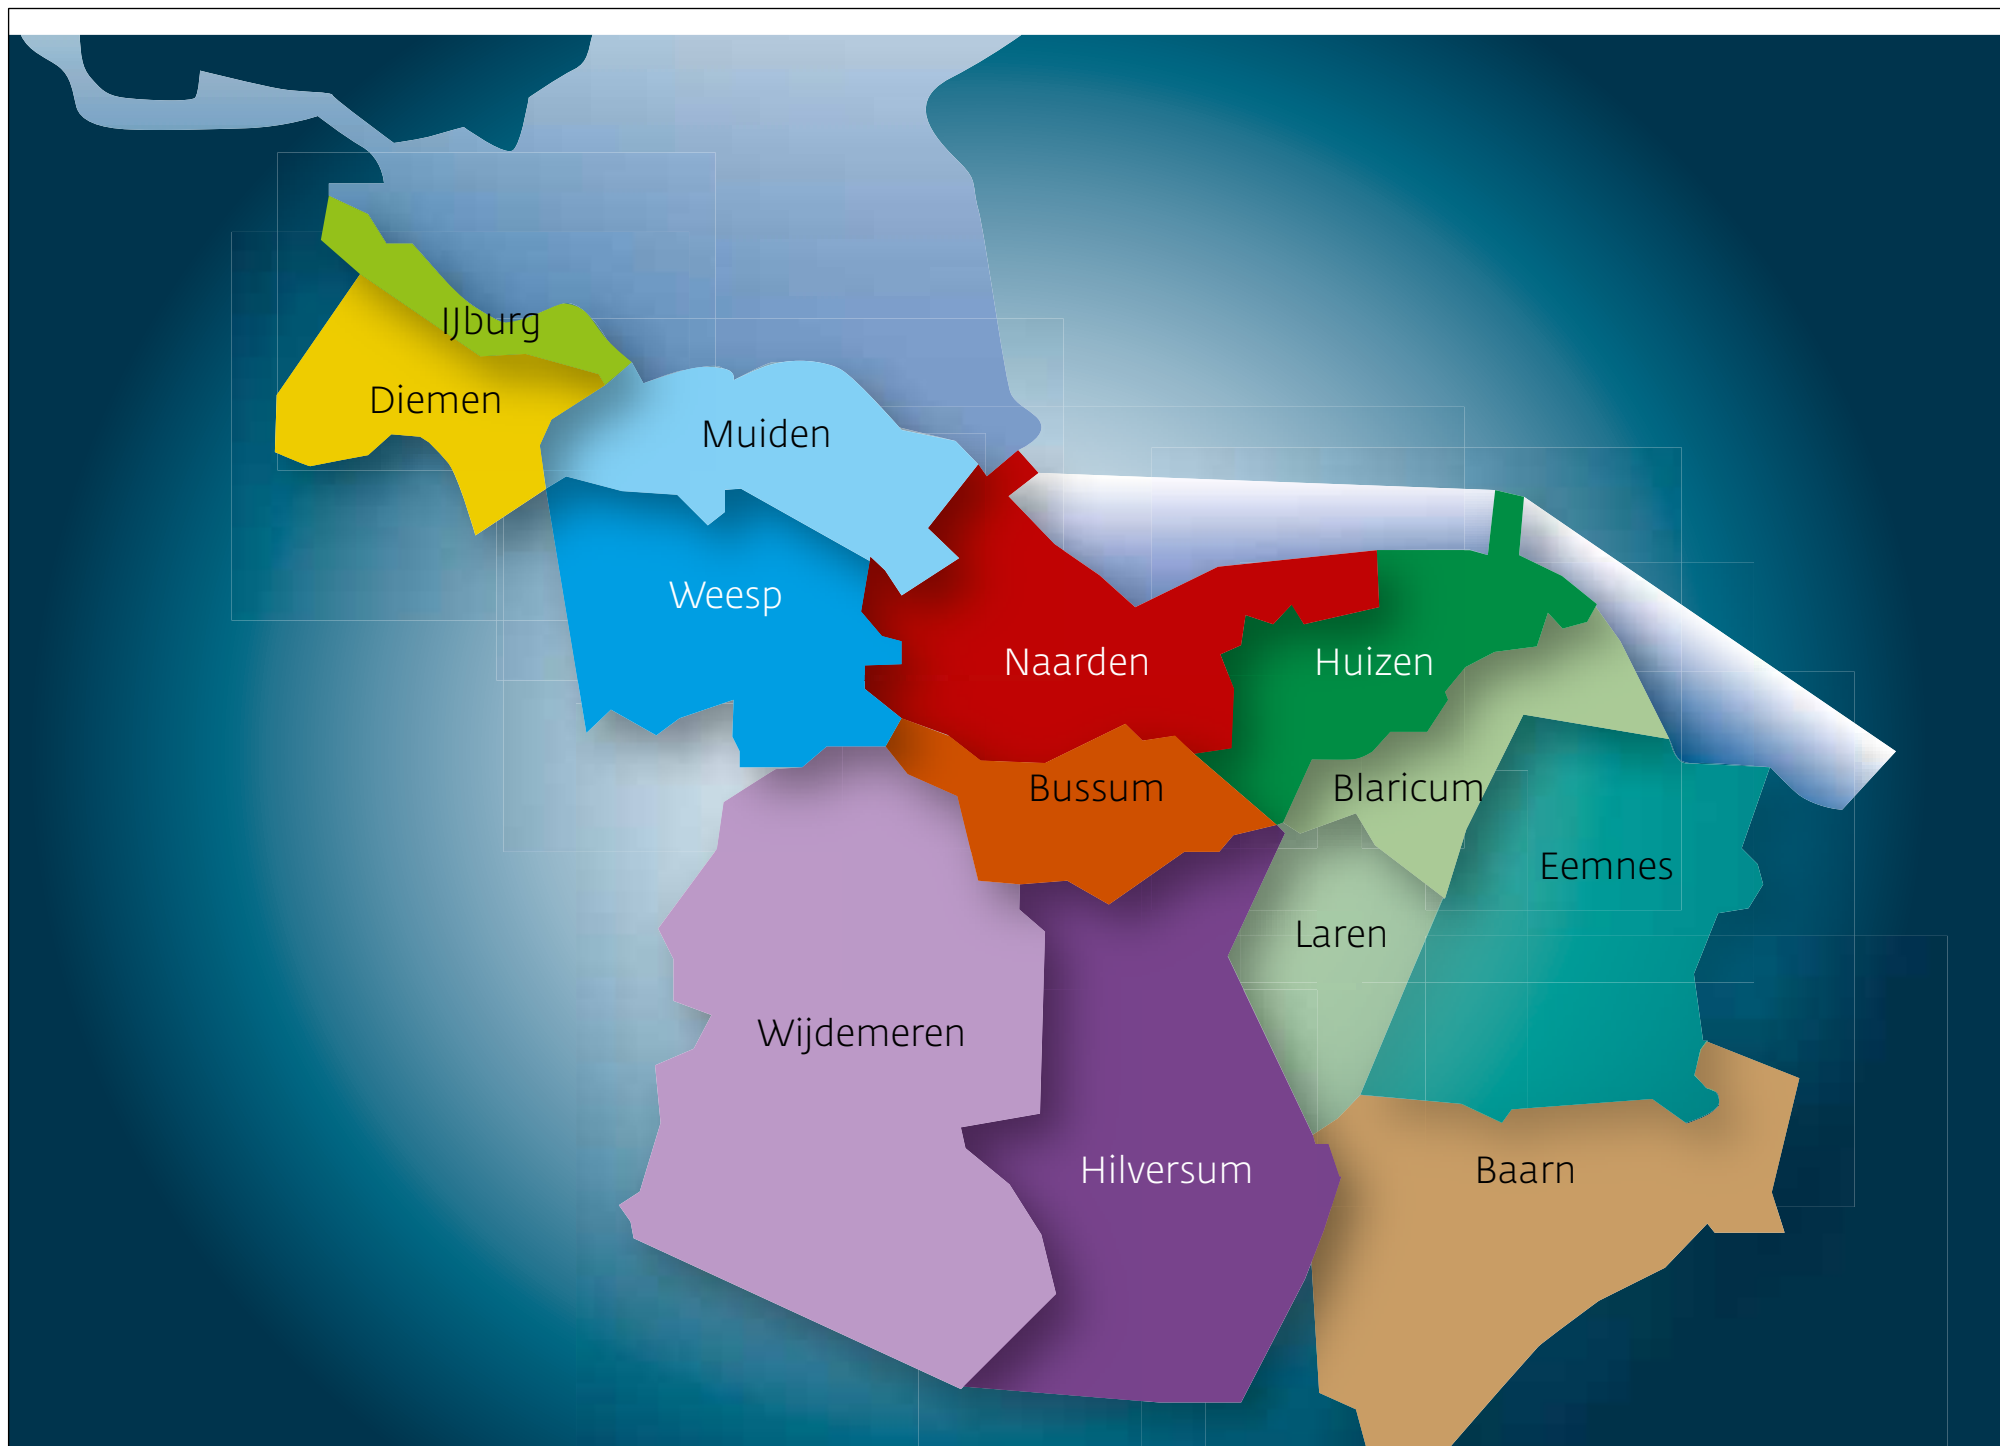 IJburg
Diemen
Muiden
Weesp
Naarden
Huizen
Bussum
Blaricum
Eemnes
Laren
Wijdemeren
Hilversum
Baarn